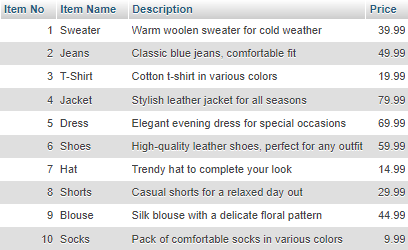 Item No Item Name Description Price
1 Sweater Warm woolen sweater for cold weather 39.99
2 Jeans Classic blue jeans, comfortable fit 49.99
3 T-Shirt Cotton t-shirt in various colors 19.99
4 Jacket Stylish leather jacket for all seasons 79.99
5 Dress Elegant evening dress for special occasions 69.99
6 Shoes High-quality leather shoes, perfect for any outfit 59.99
7 Hat Trendy hat to complete your look 14.99
8 Shorts Casual shorts for a relaxed day out 29.99
9 Blouse Silk blouse with a delicate floral pattern 44.99
10 Socks Pack of comfortable socks in various colors 9.99